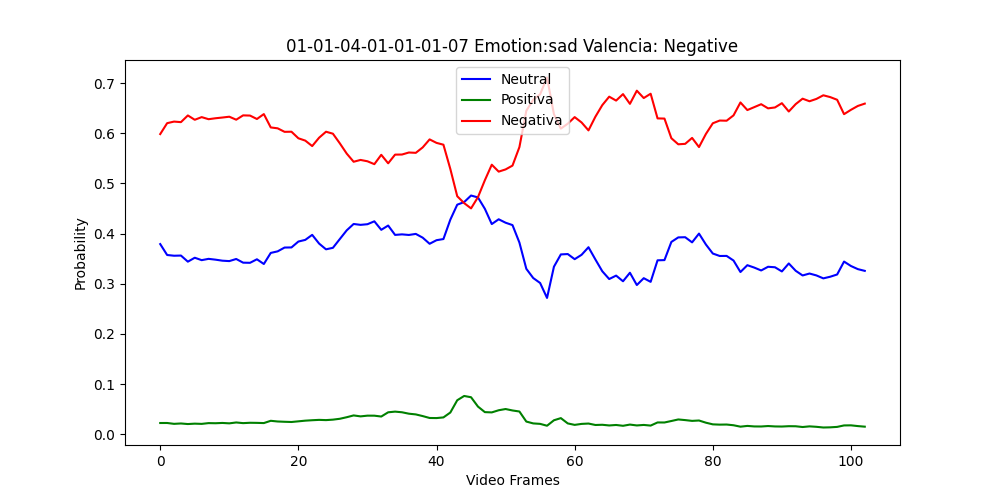 01-01-04-01-01-01-07 Emotion:sad Valencia: Negative
Neutral
Positiva
Negativa
Probability
0.7
0.6
0.5
0.4
0.3
0.2
0.1
0.0
0 20 40 60 80 100
Video Frames